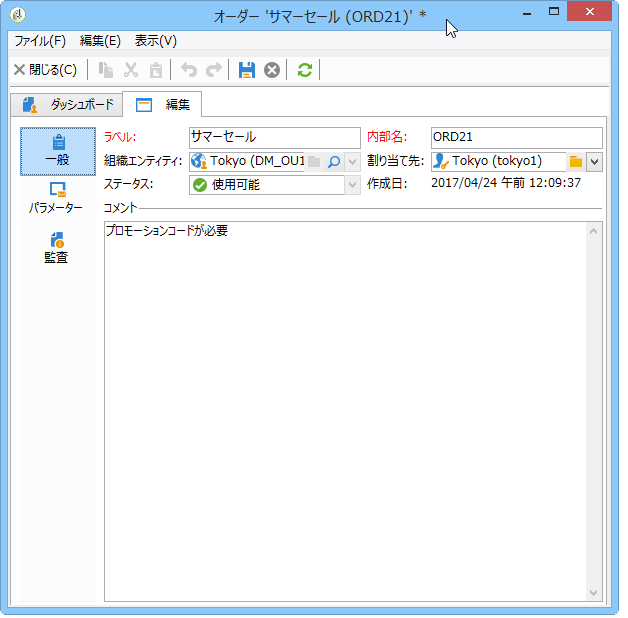 オーダー 'サマーセール (ORD21)' *
ファイル(F) 編集(E) 表示(V)
閉じる(C)
ダッシュボード 編集
一般
パラメーター
監査
ラベル: サマーセール 内部名: ORD21
組織エンティティ: Tokyo (DM_OU1 割り当て先: Tokyo (tokyo1)
ステータス: 使用可能 作成日: 2017/04/24 午前 12:09:37
コメント
プロモーションコードが必要